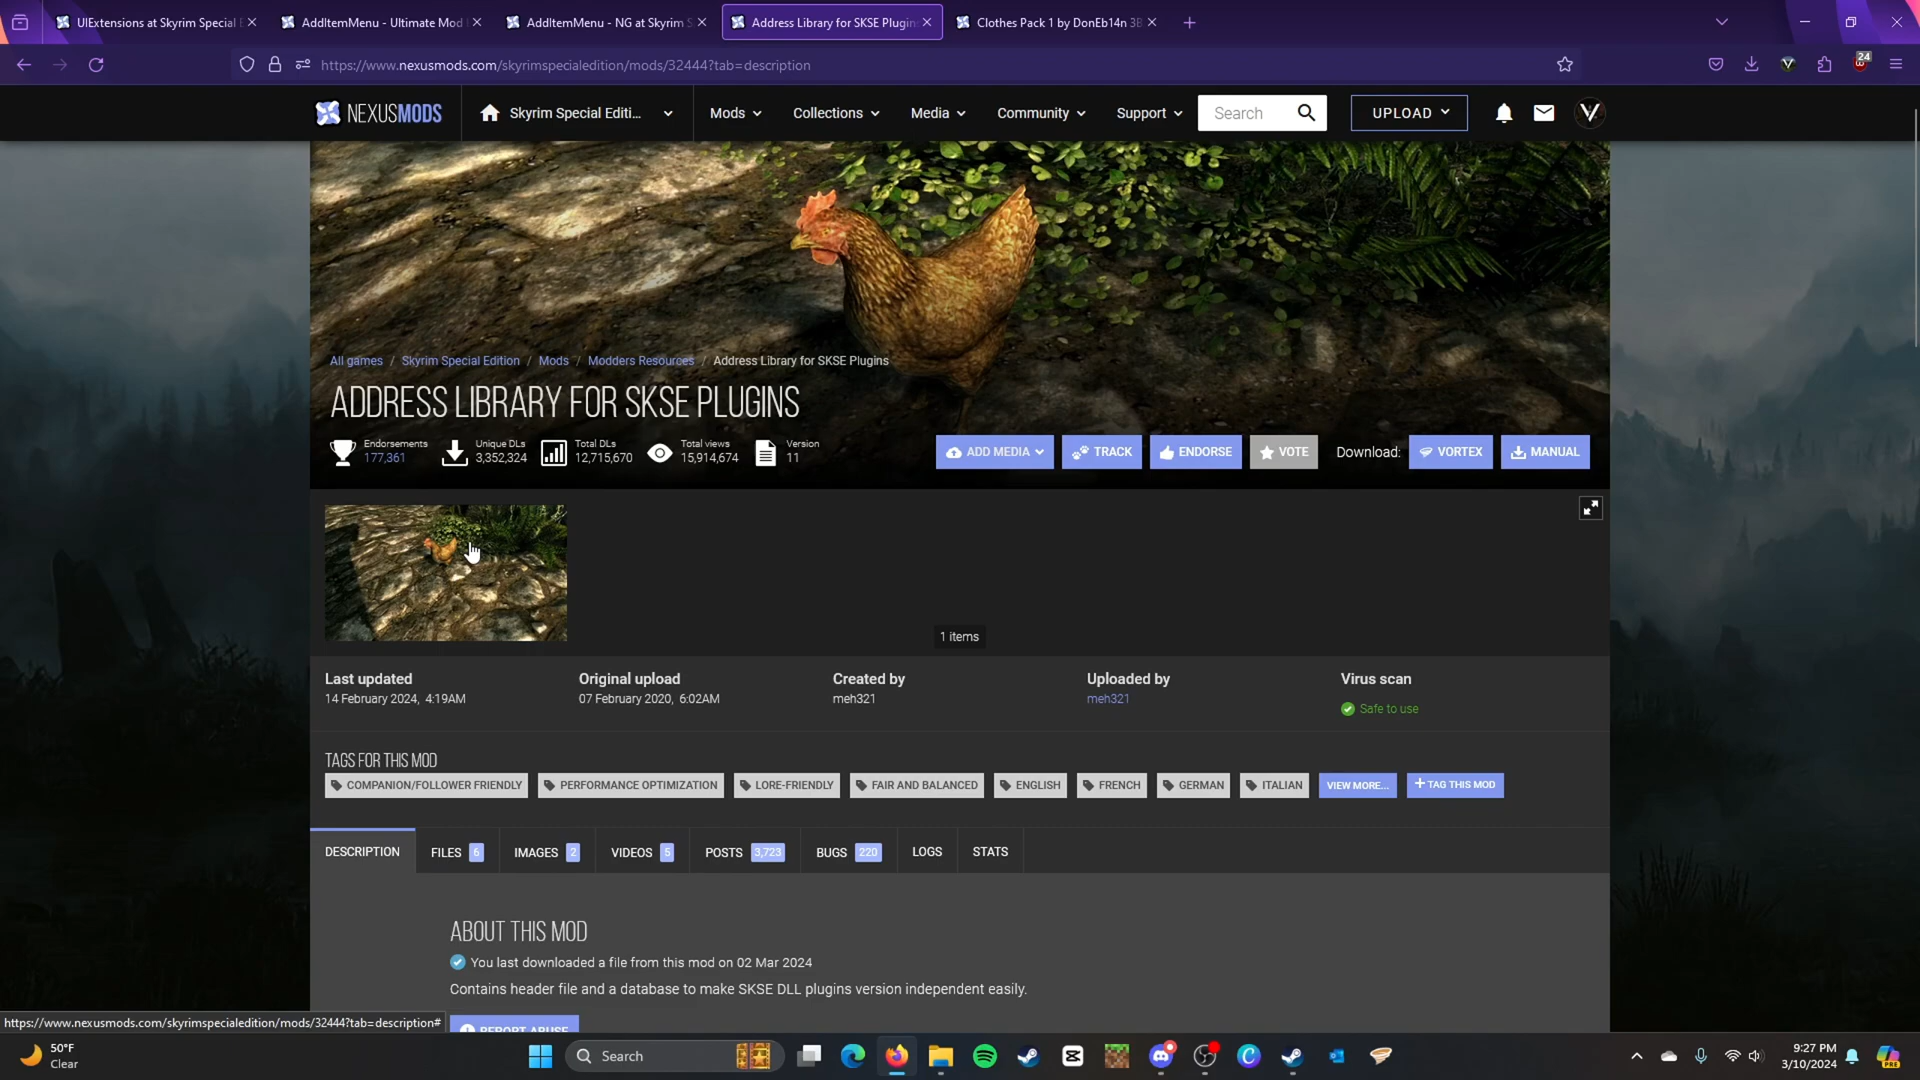 UIExtensions at Skyrim Special E
AddItemMenu - Ultimate Mod
AddItemMenu - NG at Skyrim S
Address Library for SKSE Plugin
Clothes Pack 1 by DonEb14n 3B
https://www.nexusmods.com/skyrimspecialedition/mods/32444?tab=description
24
NEXUSMODS
Skyrim Special Editi...
Mods
Collections
Media
Community
Support
Search
UPLOAD
All games / Skyrim Special Edition / Mods / Modders Resources / Address Library for SKSE Plugins
ADDRESS LIBRARY FOR SKSE PLUGINS
Endorsements
177,361
Unique DLs
3,352,324
Total DLs
12,715,670
Total views
15,914,674
Version
11
ADD MEDIA
TRACK
ENDORSE
VOTE
Download:
VORTEX
MANUAL
1 items
Last updated
14 February 2024, 4:19AM
Original upload
07 February 2020, 6:02AM
Created by
meh321
Uploaded by
meh321
Virus scan
Safe to use
TAGS FOR THIS MOD
COMPANION/FOLLOWER FRIENDLY
PERFORMANCE OPTIMIZATION
LORE-FRIENDLY
FAIR AND BALANCED
ENGLISH
FRENCH
GERMAN
ITALIAN
VIEW MORE...
+TAG THIS MOD
DESCRIPTION
FILES 6
IMAGES 2
VIDEOS 5
POSTS 3,723
BUGS 220
LOGS
STATS
ABOUT THIS MOD
You last downloaded a file from this mod on 02 Mar 2024
Contains header file and a database to make SKSE DLL plugins version independent easily.
REPORT ABUSE
https://www.nexusmods.com/skyrimspecialedition/mods/32444?tab=description#
50°F
Clear
Search
9:27 PM
3/10/2024
PRE